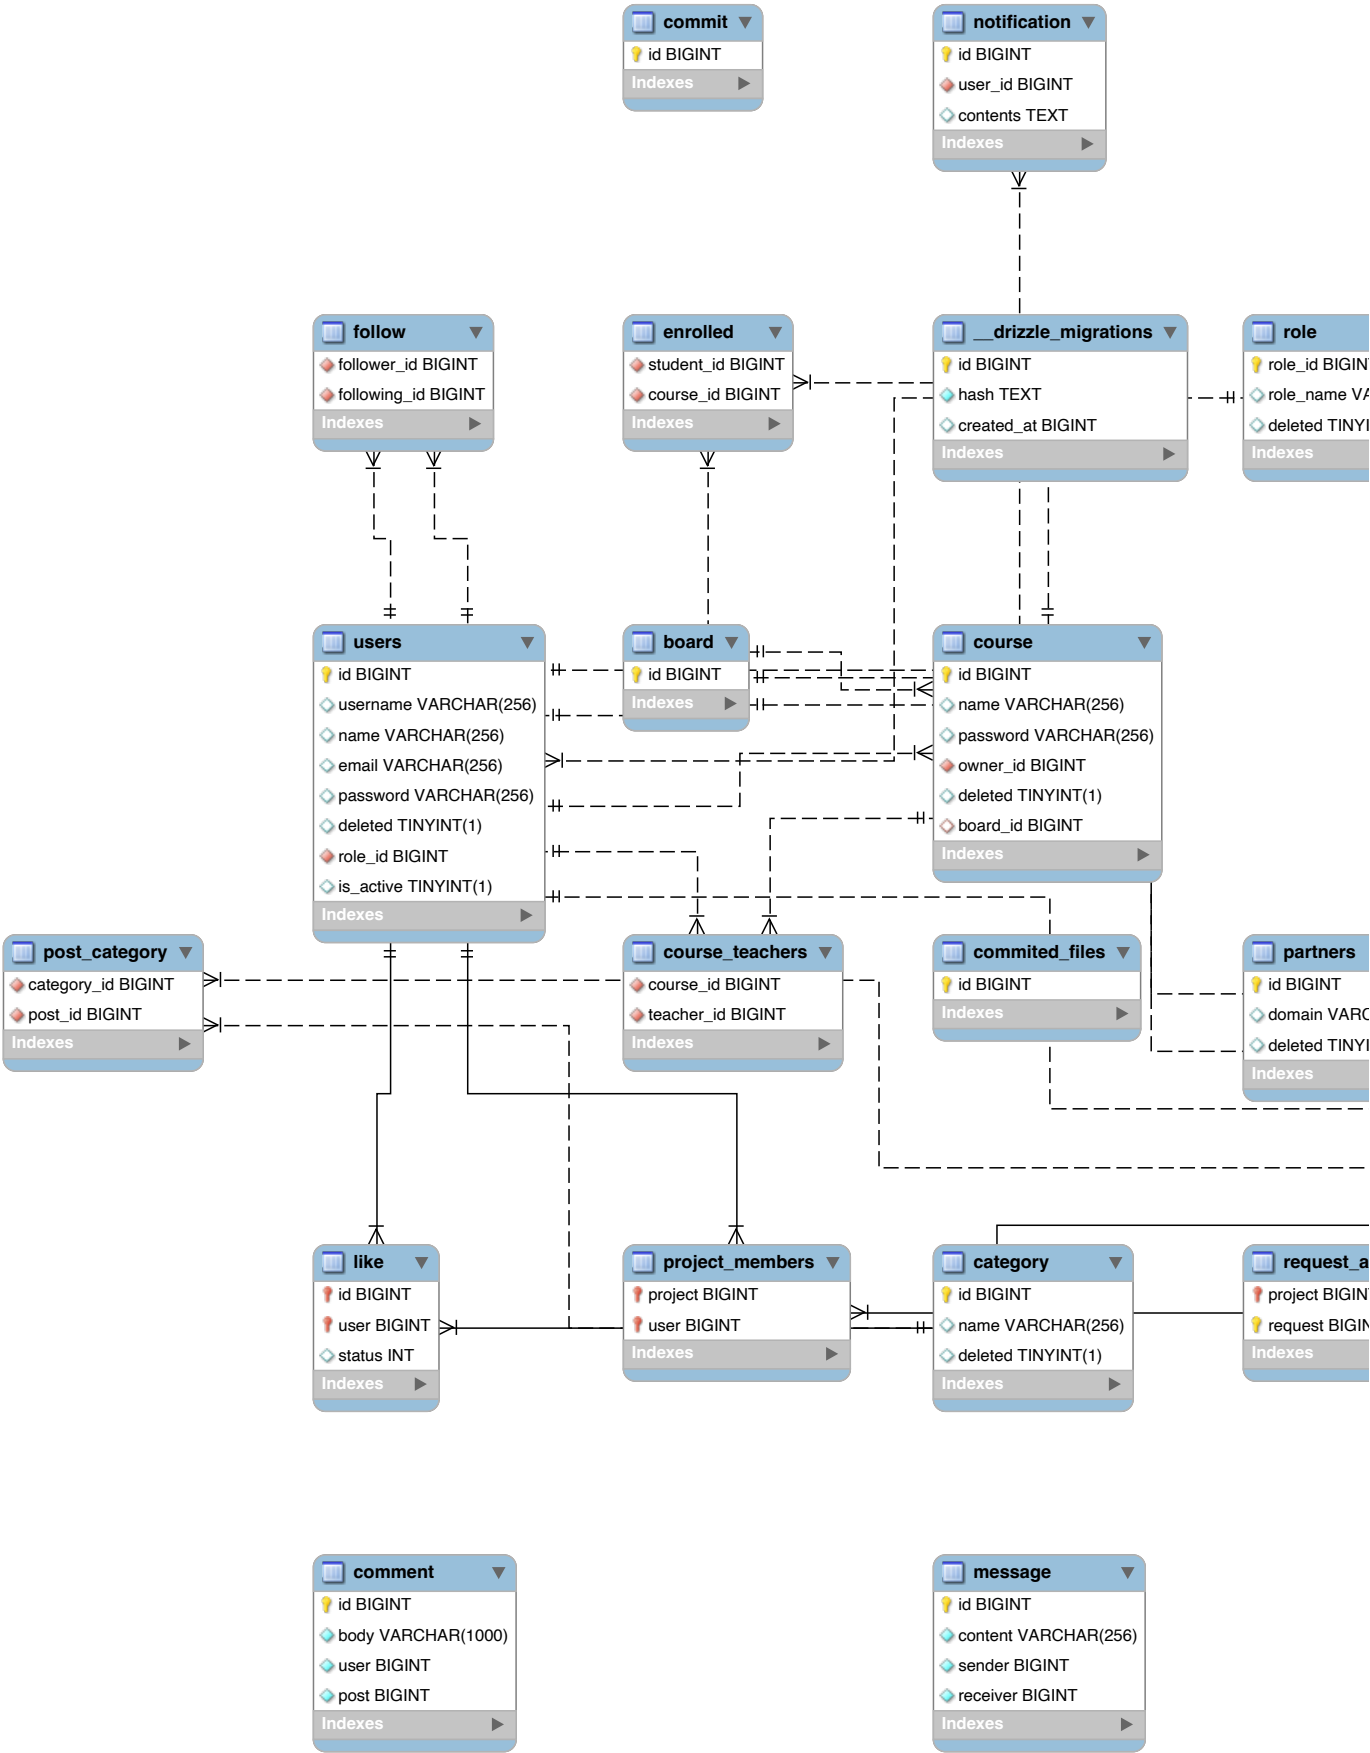 commit
id BIGINT
Indexes
notification
id BIGINT
user_id BIGINT
contents TEXT
Indexes
follow
follower_id BIGINT
following_id BIGINT
Indexes
enrolled
student_id BIGINT
course_id BIGINT
Indexes
__drizzle_migrations
id BIGINT
hash TEXT
created_at BIGINT
Indexes
role
role_id BIGIN
role_name VA
deleted TINYI
Indexes
users
id BIGINT
username VARCHAR(256)
name VARCHAR(256)
email VARCHAR(256)
password VARCHAR(256)
deleted TINYINT(1)
role_id BIGINT
is_active TINYINT(1)
Indexes
board
id BIGINT
Indexes
course
id BIGINT
name VARCHAR(256)
password VARCHAR(256)
owner_id BIGINT
deleted TINYINT(1)
board_id BIGINT
Indexes
post_category
category_id BIGINT
post_id BIGINT
Indexes
course_teachers
course_id BIGINT
teacher_id BIGINT
Indexes
commited_files
id BIGINT
Indexes
partners
id BIGINT
domain VARC
deleted TINYI
Indexes
like
id BIGINT
user BIGINT
status INT
Indexes
project_members
project BIGINT
user BIGINT
Indexes
category
id BIGINT
name VARCHAR(256)
deleted TINYINT(1)
Indexes
request_a
project BIGIN
request BIGIN
Indexes
comment
id BIGINT
body VARCHAR(1000)
user BIGINT
post BIGINT
Indexes
message
id BIGINT
content VARCHAR(256)
sender BIGINT
receiver BIGINT
Indexes